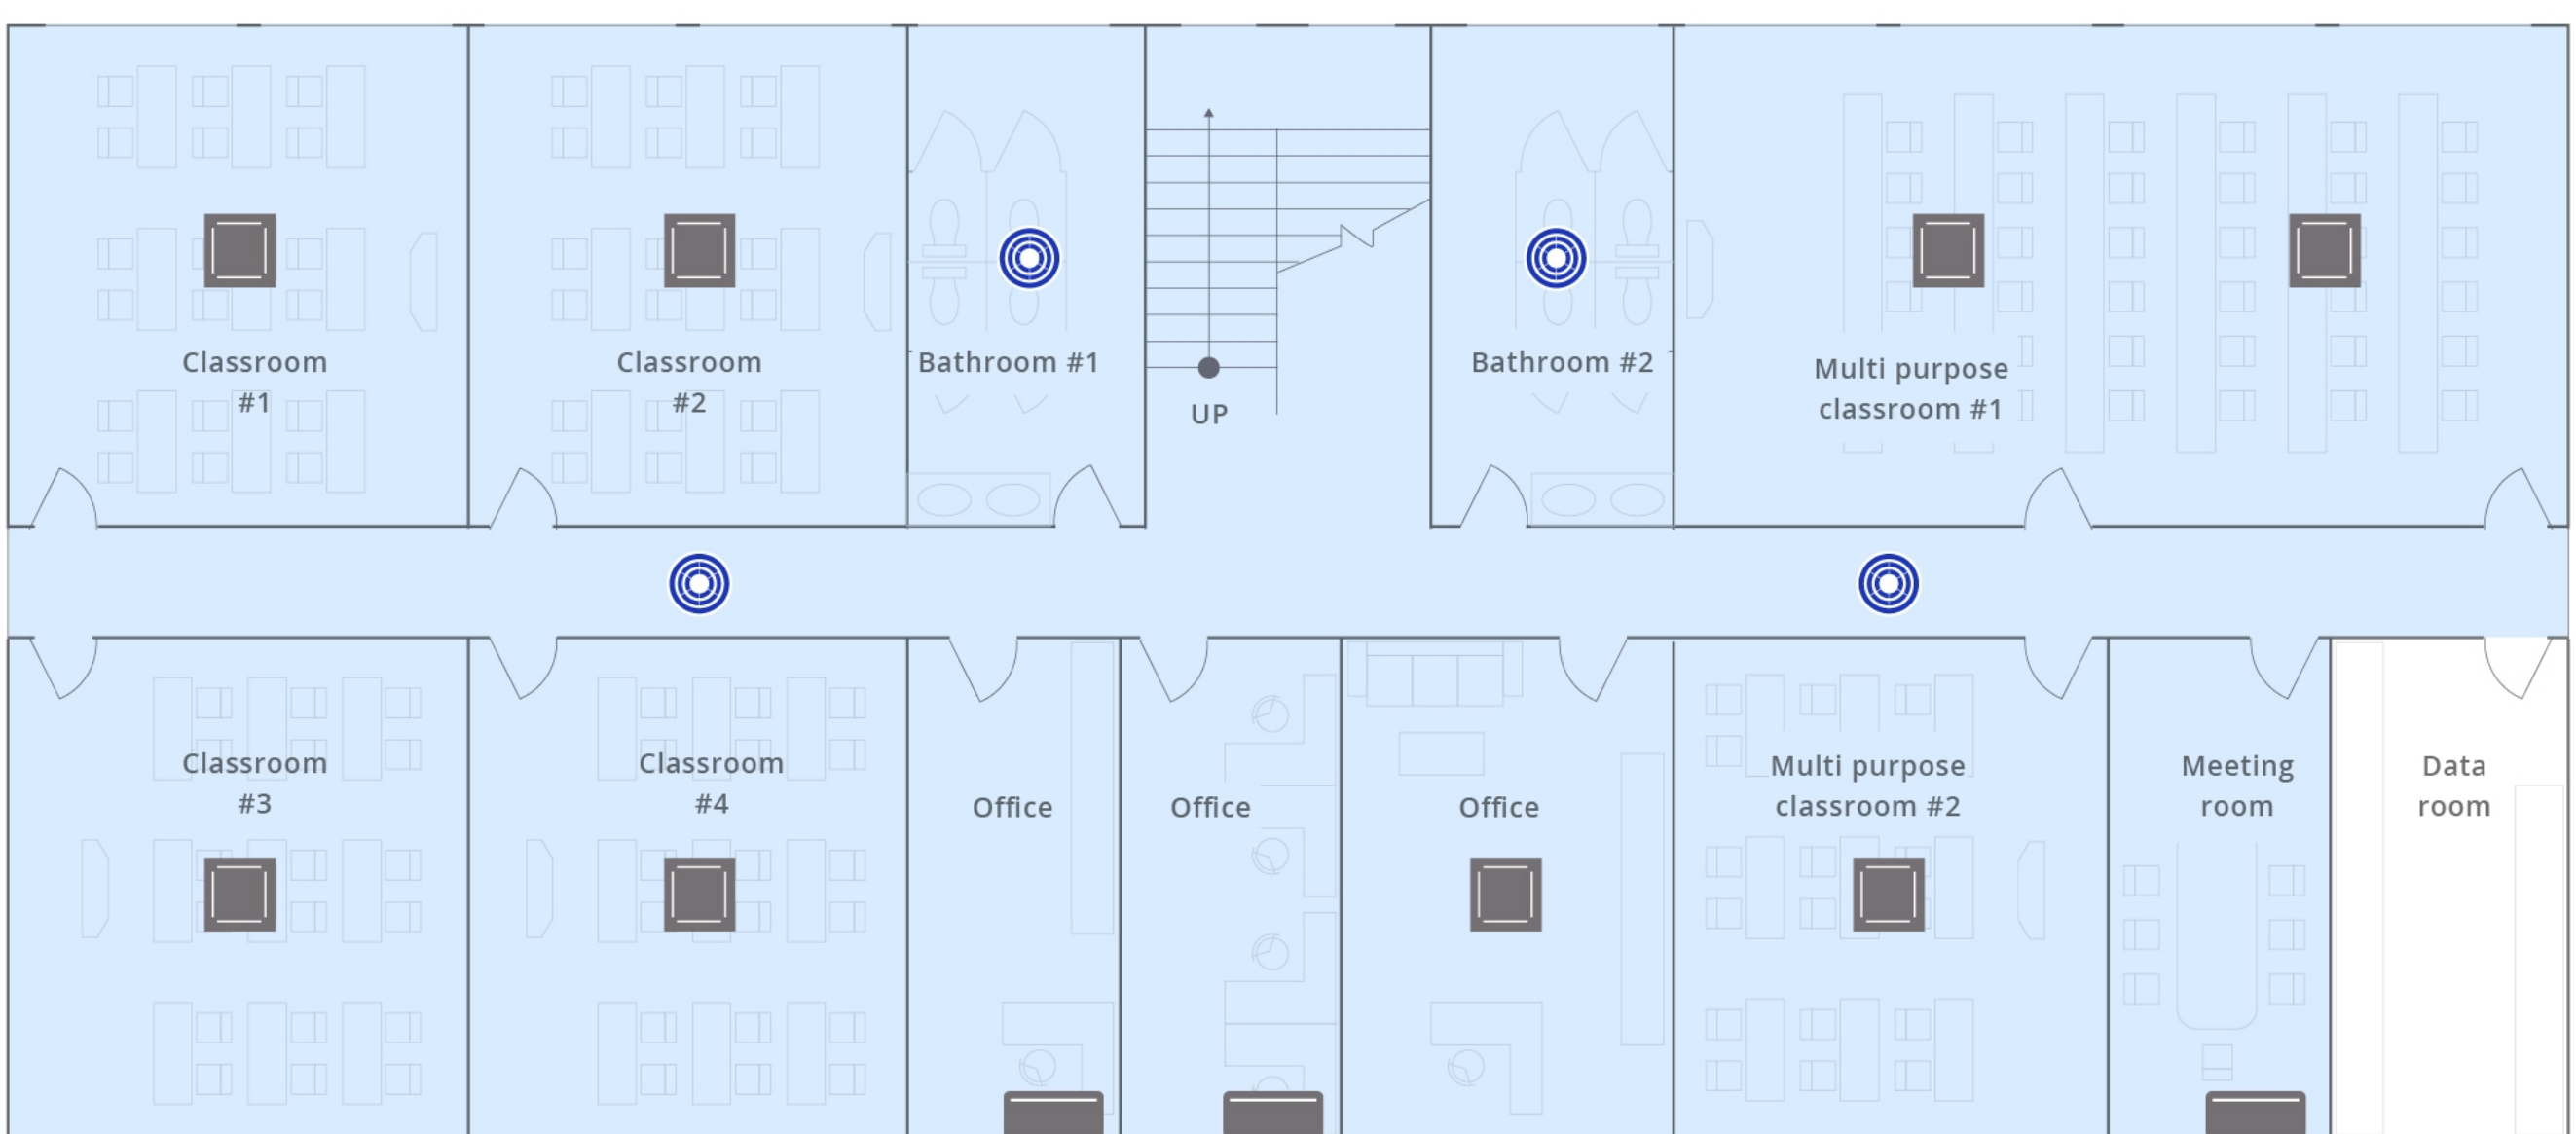 Classroom
#1
Classroom
#2
Bathroom #1
UP
Bathroom #2
Multi purpose
classroom #1
Classroom
#3
Classroom
#4
Office
Office
Office
Multi purpose
classroom #2
Meeting
room
Data
room